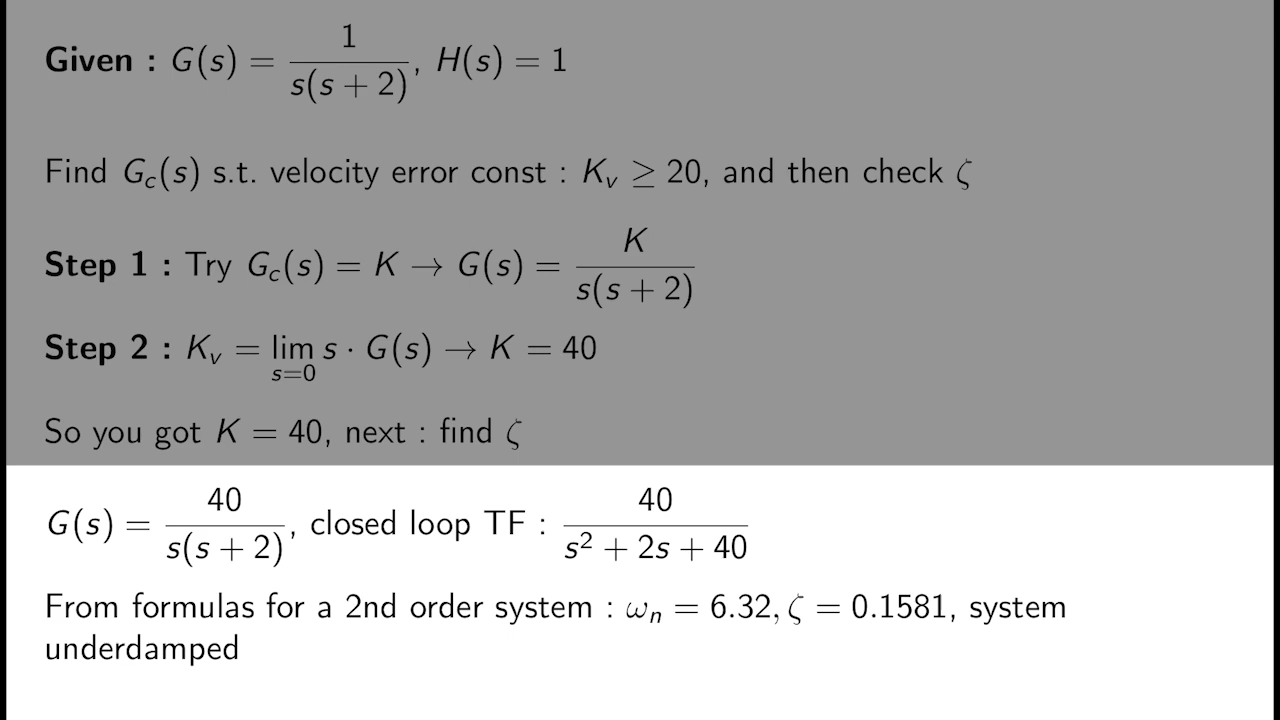 Given : G(s) = 1/(s(s + 2)), H(s) = 1
Find G_c(s) s.t. velocity error const : K_v ≥ 20, and then check ζ
Step 1 : Try G_c(s) = K → G(s) = K/(s(s + 2))
Step 2 : K_v = lim_{s=0} s · G(s) → K = 40
So you got K = 40, next : find ζ
G(s) = 40/(s(s + 2)), closed loop TF : 40/(s² + 2s + 40)
From formulas for a 2nd order system : ω_n = 6.32, ζ = 0.1581, system
underdamped